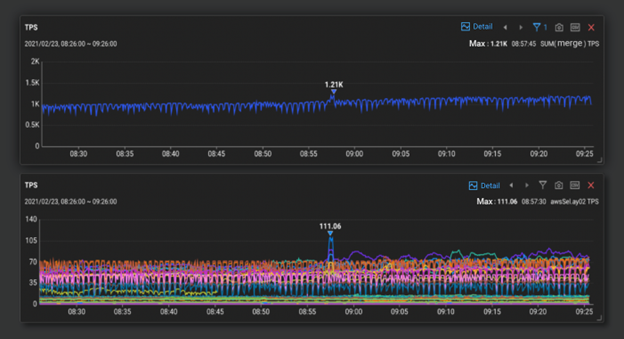 TPS
Detail
1
2021/02/23, 08:26:00 ~ 09:26:00
Max : 1.21K 08:57:45 SUM( merge ) TPS
2K
1.5K
1K
0.5K
0
1.21K
08:30 08:35 08:40 08:45 08:50 08:55 09:00 09:05 09:10 09:15 09:20 09:25
TPS
Detail
2021/02/23, 08:26:00 ~ 09:26:00
Max : 111.06 08:57:30 awsSel.ay02 TPS
140
105
70
35
0
111.06
08:30 08:35 08:40 08:45 08:50 08:55 09:00 09:05 09:10 09:15 09:20 09:25